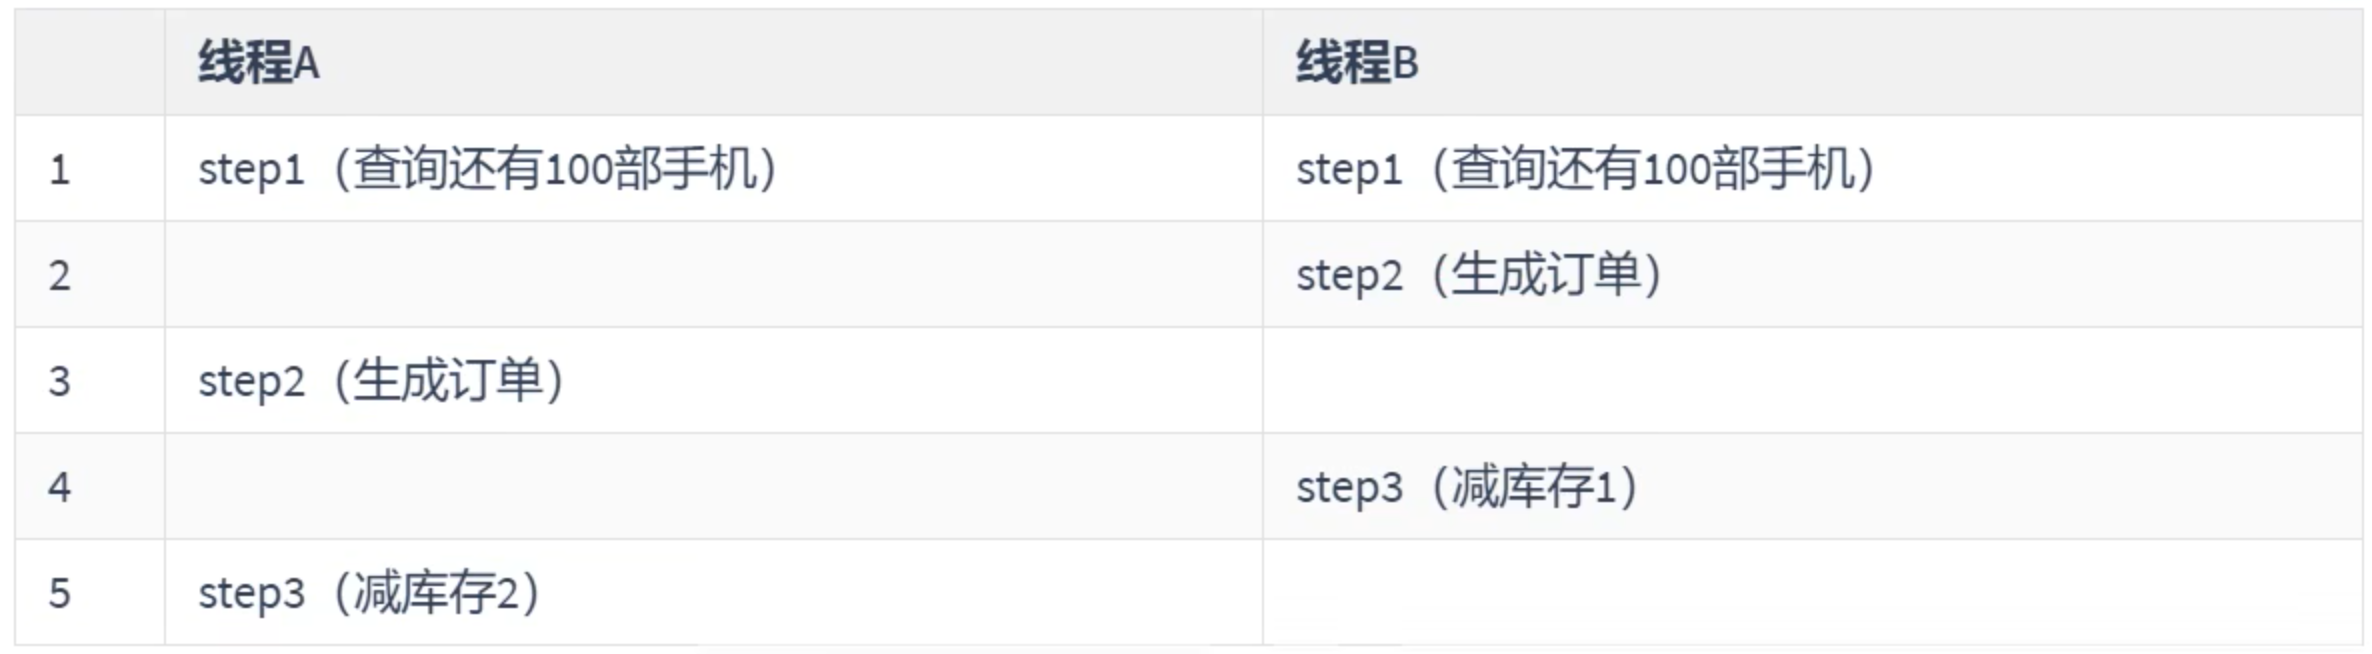 线程A 线程B
1 step1（查询还有100部手机） step1（查询还有100部手机）
2 step2（生成订单）
3 step2（生成订单）
4 step3（减库存1）
5 step3（减库存2）